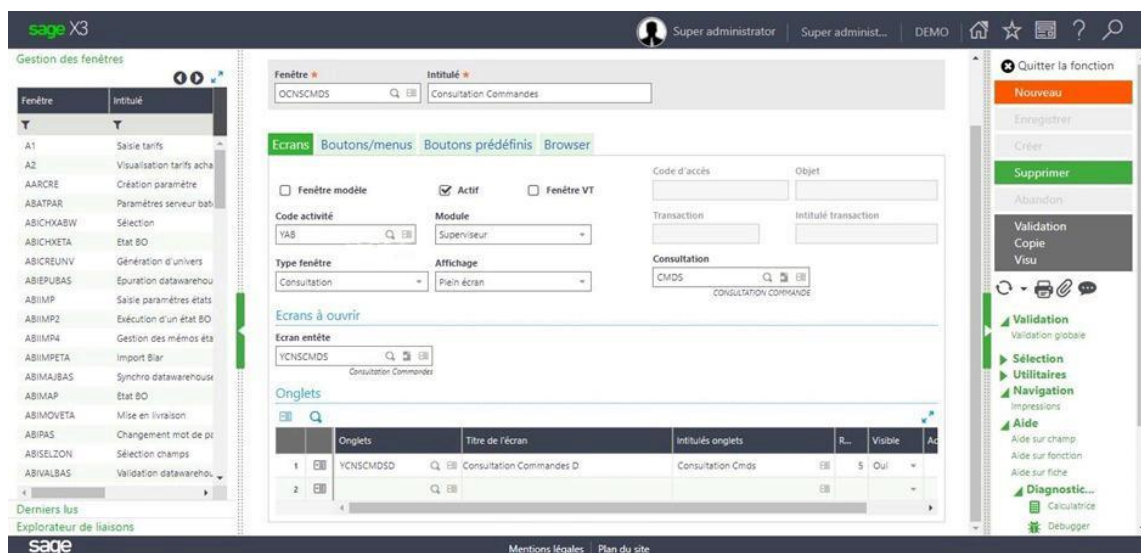 sage X3
Super administrator
Super administ...
DEMO
Gestion des fenêtres
Fenêtre
Intitulé
A1
Saisie tarifs
A2
Visualisation tarifs acha
AARCRE
Création paramètre
ABATPAR
Paramètres serveur bat
ABICHXABW
Sélection
ABICHXETA
Etat BO
ABICREUNV
Génération d'univers
ABIEPUBAS
Epuration datawarehou
ABIIMP
Saisie paramètres états
ABIIMP2
Exécution d'un état BO
ABIIMP4
Gestion des mémos éta
ABIIMPETA
Import Biar
ABIMAJBAS
Synchro datawarehouse
ABIMAP
Etat BO
ABIMOVETA
Mise en livraison
ABIPAS
Changement mot de pa
ABISELZON
Sélection champs
ABIVALBAS
Validation datawarehou
Derniers lus
Explorateur de liaisons
Fenêtre *
Intitulé *
OCNSCMDS
Consultation Commandes
Ecrans
Boutons/menus
Boutons prédéfinis
Browser
Fenêtre modèle
Actif
Fenêtre VT
Code d'accès
Objet
Code activité
Module
Transaction
Intitulé transaction
YAB
Superviseur
Type fenêtre
Affichage
Consultation
Consultation
Plein écran
CMDS
CONSULTATION COMMANDE
Ecrans à ouvrir
Ecran entête
YCNSCMDS
Consultation Commandes
Onglets
Onglets
Titre de l'écran
Intitulés onglets
R...
Visible
Ac
1
YCNSCMDSD
Consultation Commandes D
Consultation Cmds
5
Oui
2
Quitter la fonction
Nouveau
Enregistrer
Créer
Supprimer
Abandon
Validation
Copie
Visu
Validation
Validation globale
Sélection
Utilitaires
Navigation
Impressions
Aide
Aide sur champ
Aide sur fonction
Aide sur fiche
Diagnostic...
Calculatrice
Debugger
sage
Mentions légales
Plan du site